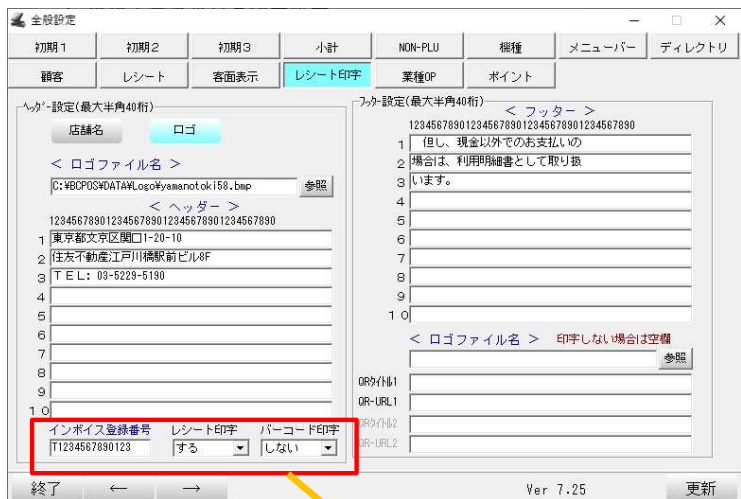 全般設定
初期1 初期2 初期3 小計 NON-PLU 機種 メニューバー ディレクトリ
顧客 レシート 客面表示 レシート印字 業種OP ポイント
ヘッダ-設定(最大半角40桁)
店舗名 ロゴ
< ロゴファイル名 >
C:¥BCPOS¥DATA¥Logo¥yamanotoki58.bmp 参照
< ヘッダー >
1234567890123456789012345678901234567890
1 東京都文京区関口1-20-10
2 住友不動産江戸川橋駅前ビル8F
3 TEL: 03-5229-5190
4
5
6
7
8
9
10
インボイス登録番号 レシート印字 バーコード印字
T1234567890123 する しない
フッタ-設定(最大半角40桁)
< フッター >
1234567890123456789012345678901234567890
1 但し、現金以外でのお支払いの
2 場合は、利用明細書として取り扱
3 います。
4
5
6
7
8
9
10
< ロゴファイル名 > 印字しない場合は空欄
参照
QRタイトル1
QR-URL1
QRタイトル2
QR-URL2
終了 ← → Ver 7.25 更新